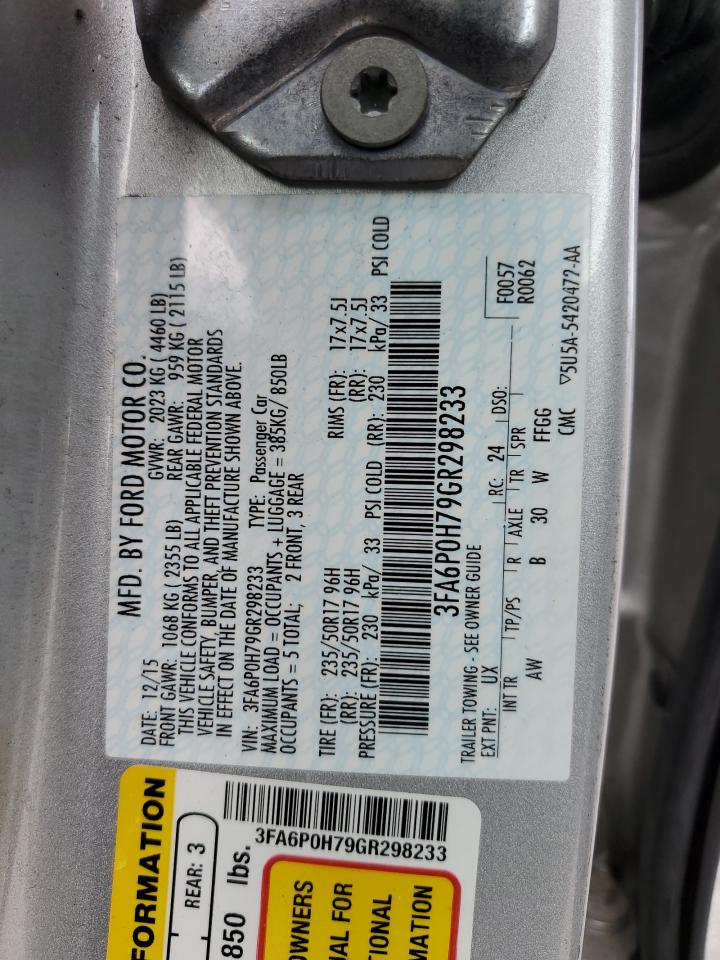 MFD. BY FORD MOTOR CO.
DATE: 12/15 GVWR: 2023 KG ( 4460 LB)
FRONT GAWR: 1068 KG ( 2355 LB) REAR GAWR: 959 KG ( 2115 LB)
THIS VEHICLE CONFORMS TO ALL APPLICABLE FEDERAL MOTOR
VEHICLE SAFETY, BUMPER, AND THEFT PREVENTION STANDARDS
IN EFFECT ON THE DATE OF MANUFACTURE SHOWN ABOVE.
VIN: 3FA6P0H79GR298233 TYPE: Passenger Car
MAXIMUM LOAD = OCCUPANTS + LUGGAGE = 385KG/ 850LB
OCCUPANTS = 5 TOTAL; 2 FRONT, 3 REAR
TIRE (FR): 235/50R17 96H RIMS (FR): 17x7.5J
(RR): 235/50R17 96H (RR): 17x7.5J
PRESSURE (FR): 230 kPa/ 33 PSI COLD (RR): 230 kPa/ 33 PSI COLD
3FA6P0H79GR298233
TRAILER TOWING - SEE OWNER GUIDE
EXT PNT: UX RC: 24 DSO: F0057
R0062
INT TR TP/PS R AXLE TR SPR
AW B 30 W FFGG
CMC ▽5U5A-5420472-AA
FORMATION
REAR: 3
850 lbs.
3FA6P0H79GR298233
OWNERS
UAL FOR
TIONAL
MATION